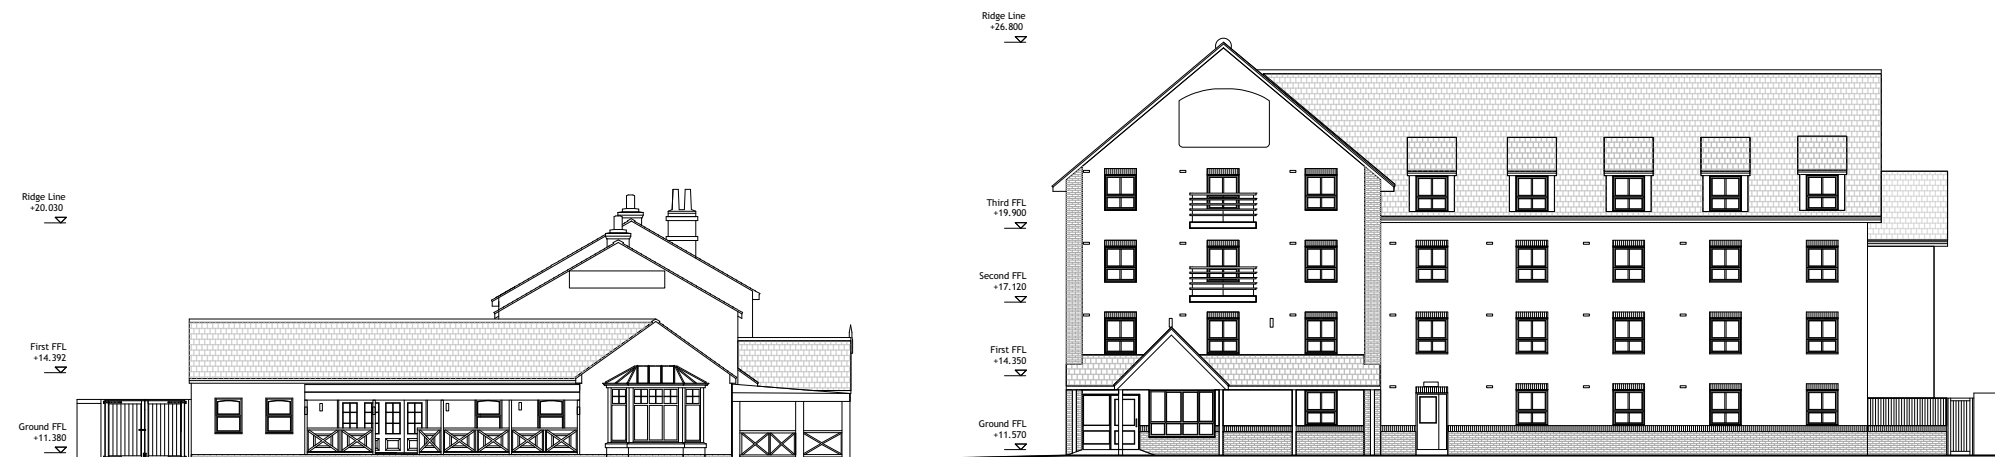 Ridge Line
+20.030
First FFL
+14.392
Ground FFL
+11.380
Ridge Line
+26.800
Third FFL
+19.900
Second FFL
+17.120
First FFL
+14.350
Ground FFL
+11.570